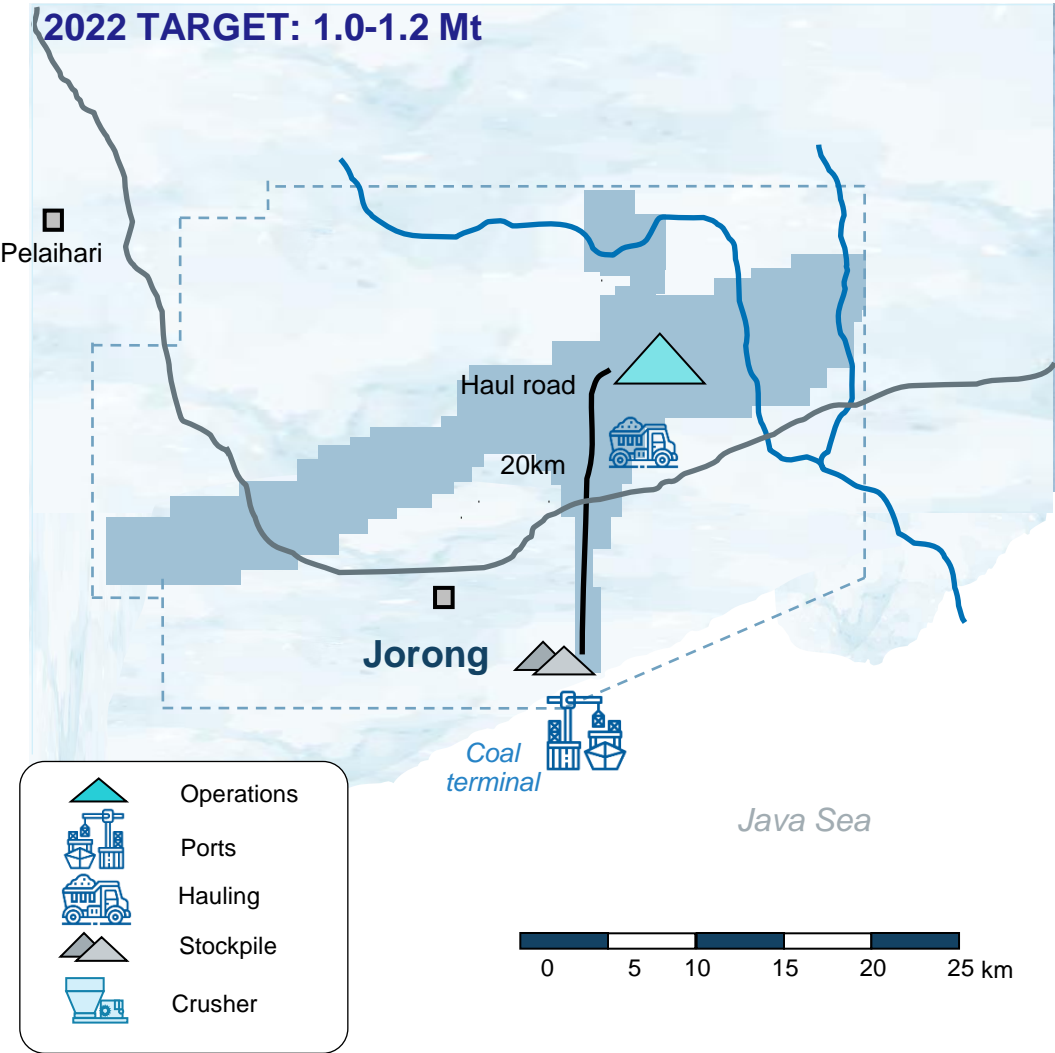 2022 TARGET: 1.0-1.2 Mt
Pelaihari
Haul road
20km
Jorong
Coal
terminal
Java Sea
Operations
Ports
Hauling
Stockpile
Crusher
0 5 10 15 20 25 km